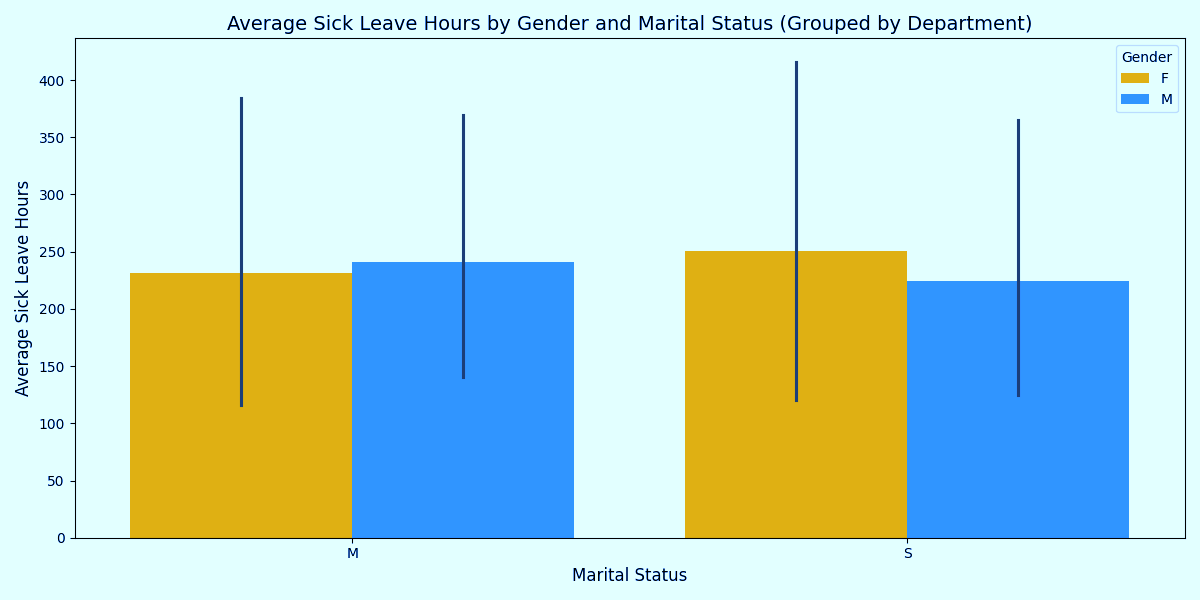 Average Sick Leave Hours by Gender and Marital Status (Grouped by Department)
Gender
F
M
Average Sick Leave Hours
400
350
300
250
200
150
100
50
0
M
S
Marital Status